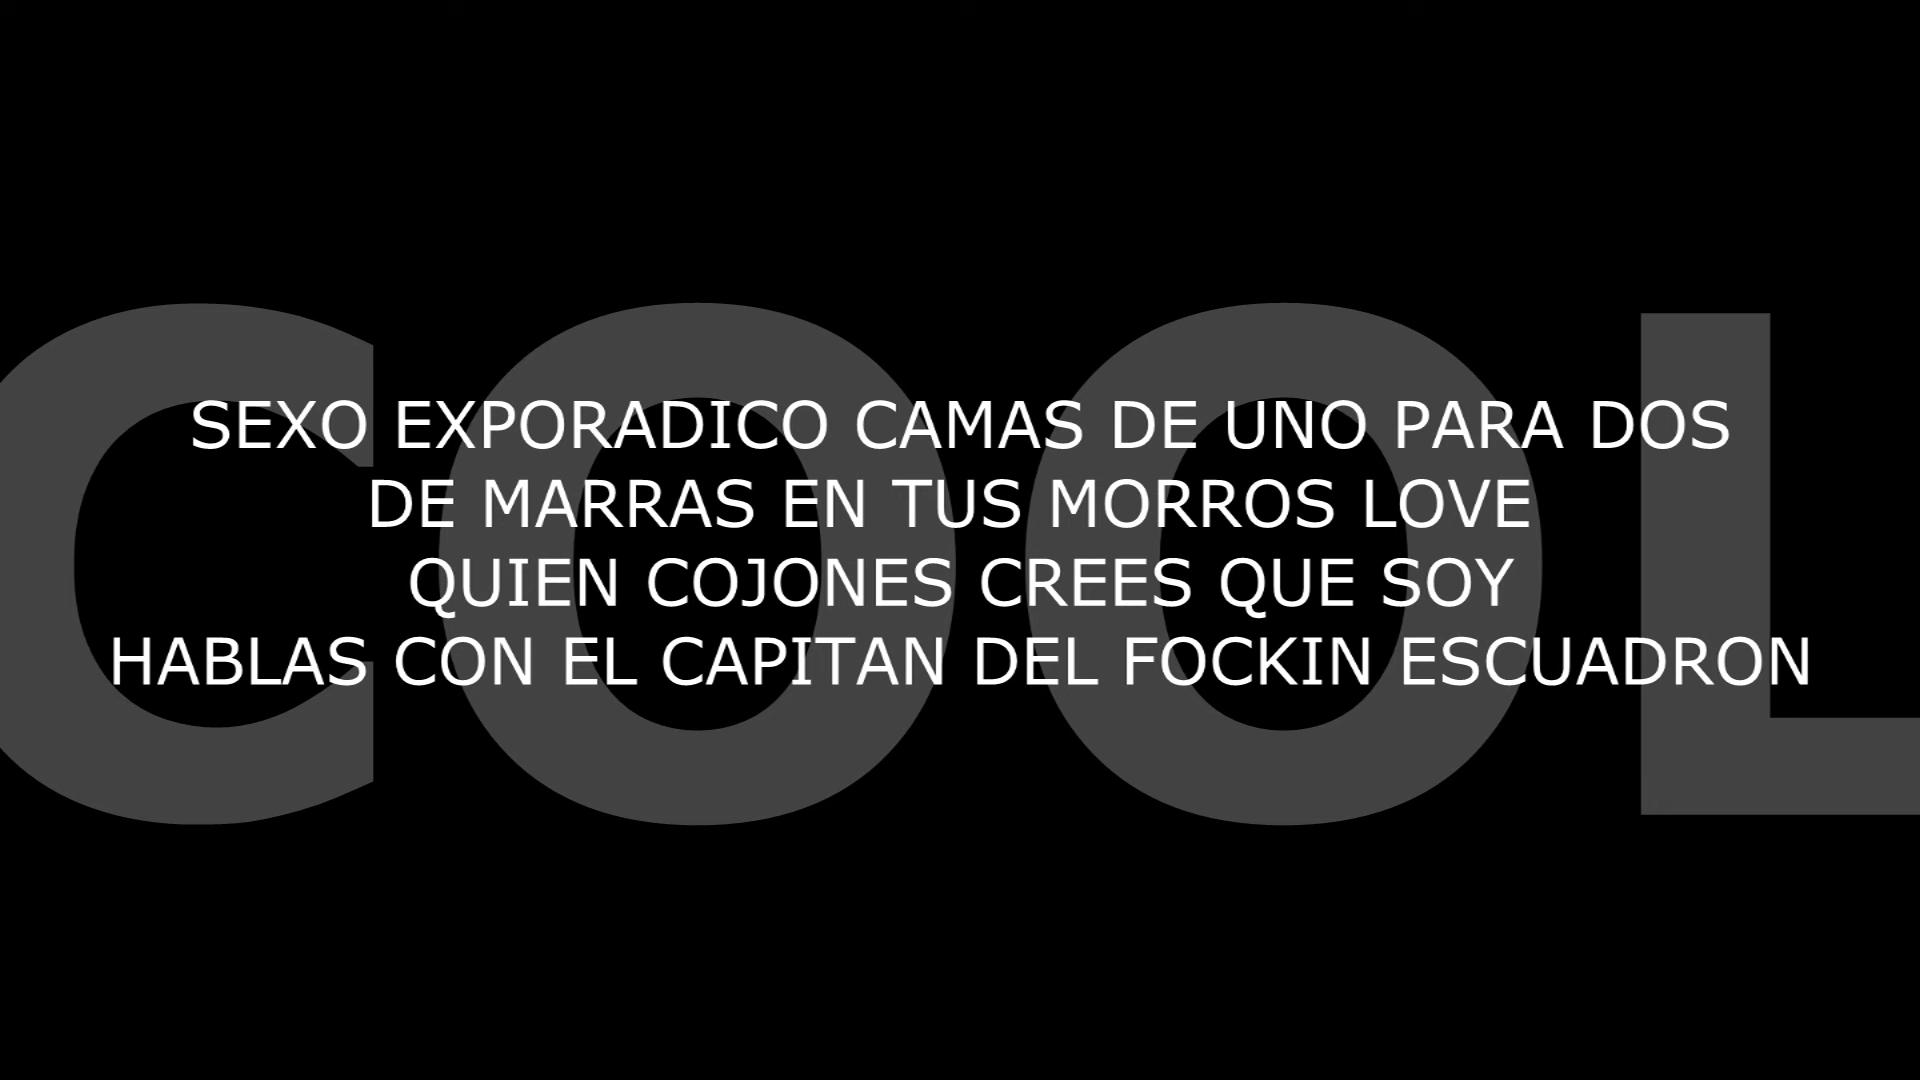 COOL
SEXO EXPORADICO CAMAS DE UNO PARA DOS
DE MARRAS EN TUS MORROS LOVE
QUIEN COJONES CREES QUE SOY
HABLAS CON EL CAPITAN DEL FOCKIN ESCUADRON